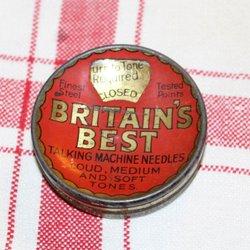 Turn to Tone
Required
CLOSED
Finest Steel
Tested Points
BRITAIN'S
BEST
TALKING MACHINE NEEDLES
LOUD, MEDIUM
AND SOFT
TONES.